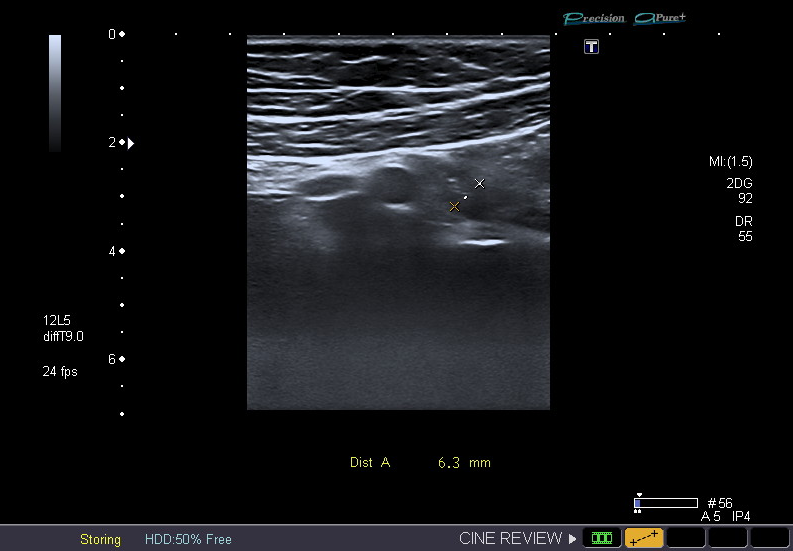 Precision APure+
0
T
2
MI:(1.5)
2DG
92
DR
55
4
12L5
diffT9.0
6
24 fps
Dist A 6.3 mm
#56
A 5 IP4
Storing HDD:50% Free CINE REVIEW